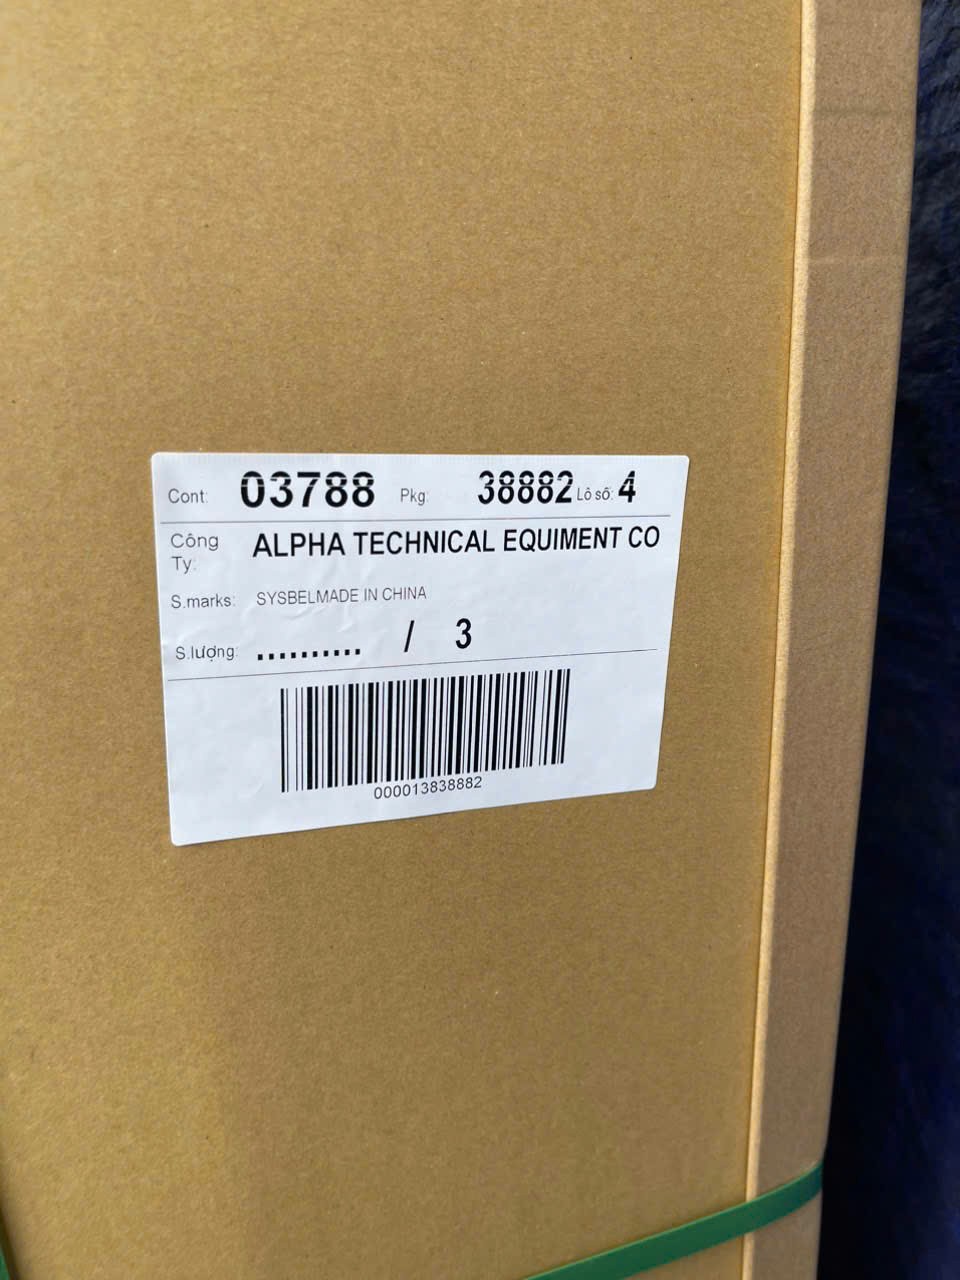 Cont: 03788 Pkg: 38882 Lô số: 4
Công Ty: ALPHA TECHNICAL EQUIMENT CO
S.marks: SYSBELMADE IN CHINA
S.lượng: .......... / 3
000013838882